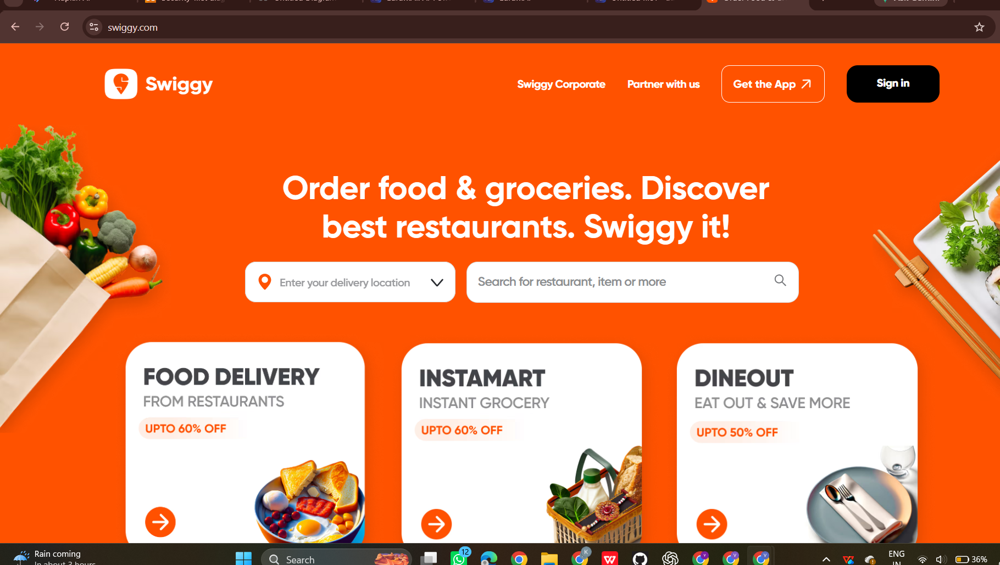 swiggy.com
Swiggy
Swiggy Corporate
Partner with us
Get the App
Sign in
Order food & groceries. Discover
best restaurants. Swiggy it!
Enter your delivery location
Search for restaurant, item or more
FOOD DELIVERY
FROM RESTAURANTS
UPTO 60% OFF
INSTAMART
INSTANT GROCERY
UPTO 60% OFF
DINEOUT
EAT OUT & SAVE MORE
UPTO 50% OFF
Rain coming
In about 3 hours
Search
12
K
V
V
V
ENG
IN
36%